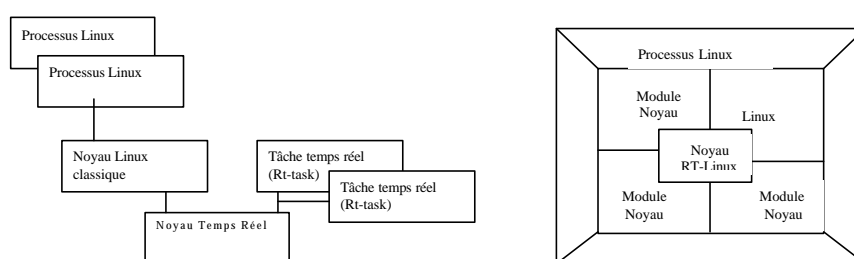 Processus Linux
Processus Linux
Noyau Linux
classique
Tâche temps réel
(Rt-task)
Tâche temps réel
(Rt-task)
Noyau Temps Réel
Processus Linux
Module
Noyau
Linux
Noyau
RT-Linux
Module
Noyau
Module
Noyau